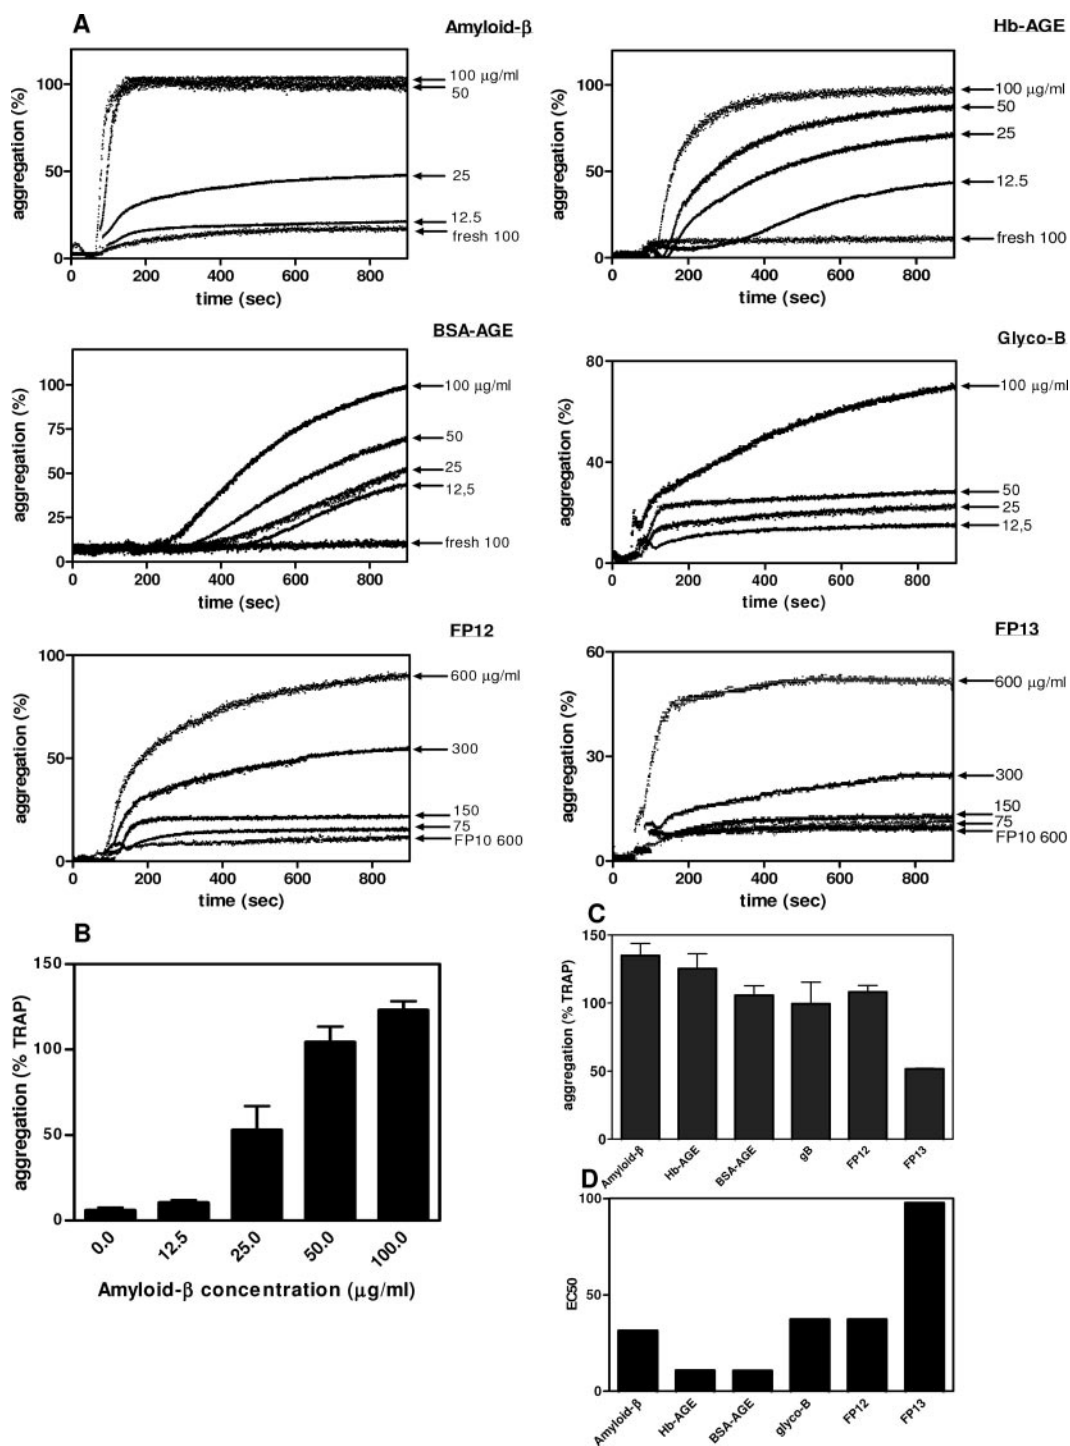 A
Amyloid-β
aggregation (%)
100
50
0
0 200 400 600 800
time (sec)
100 μg/ml
50
25
12.5
fresh 100
Hb-AGE
aggregation (%)
100
50
0
0 200 400 600 800
time (sec)
100 μg/ml
50
25
12.5
fresh 100
BSA-AGE
aggregation (%)
100
75
50
25
0
0 200 400 600 800
time (sec)
100 μg/ml
50
25
12,5
fresh 100
Glyco-B
aggregation (%)
80
40
0
0 200 400 600 800
time (sec)
100 μg/ml
50
25
12,5
FP12
aggregation (%)
100
50
0
0 200 400 600 800
time (sec)
600 μg/ml
300
150
75
FP10 600
FP13
aggregation (%)
60
30
0
0 200 400 600 800
time (sec)
600 μg/ml
300
150
75
FP10 600
B
aggregation (% TRAP)
150
100
50
0
0.0 12.5 25.0 50.0 100.0
Amyloid-β concentration (μg/ml)
C
aggregation (% TRAP)
150
100
50
0
Amyloid-β Hb-AGE BSA-AGE gB FP12 FP13
D
EC50
100
50
0
Amyloid-β Hb-AGE BSA-AGE glyco-B FP12 FP13